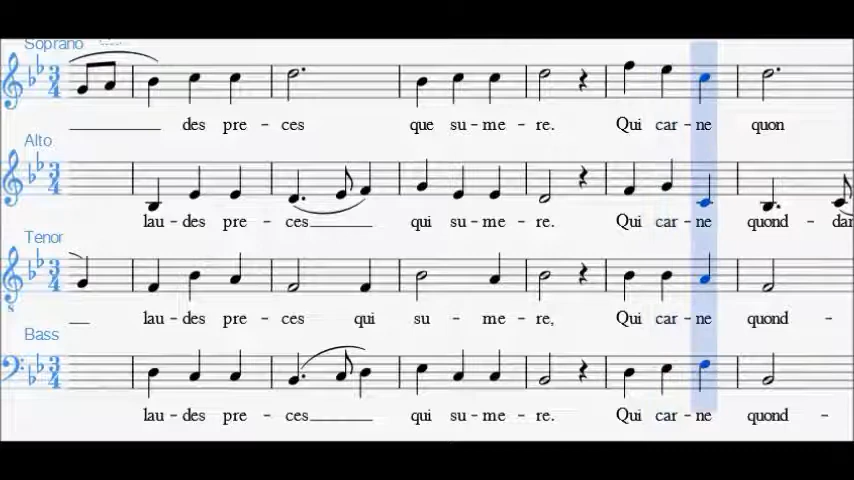 Soprano
des pre - ces que su - me - re. Qui car - ne quon
Alto
lau - des pre - ces qui su - me - re. Qui car - ne quond - dar
Tenor
lau - des pre - ces qui su - me - re, Qui car - ne quond -
Bass
lau - des pre - ces qui su - me - re. Qui car - ne quond -